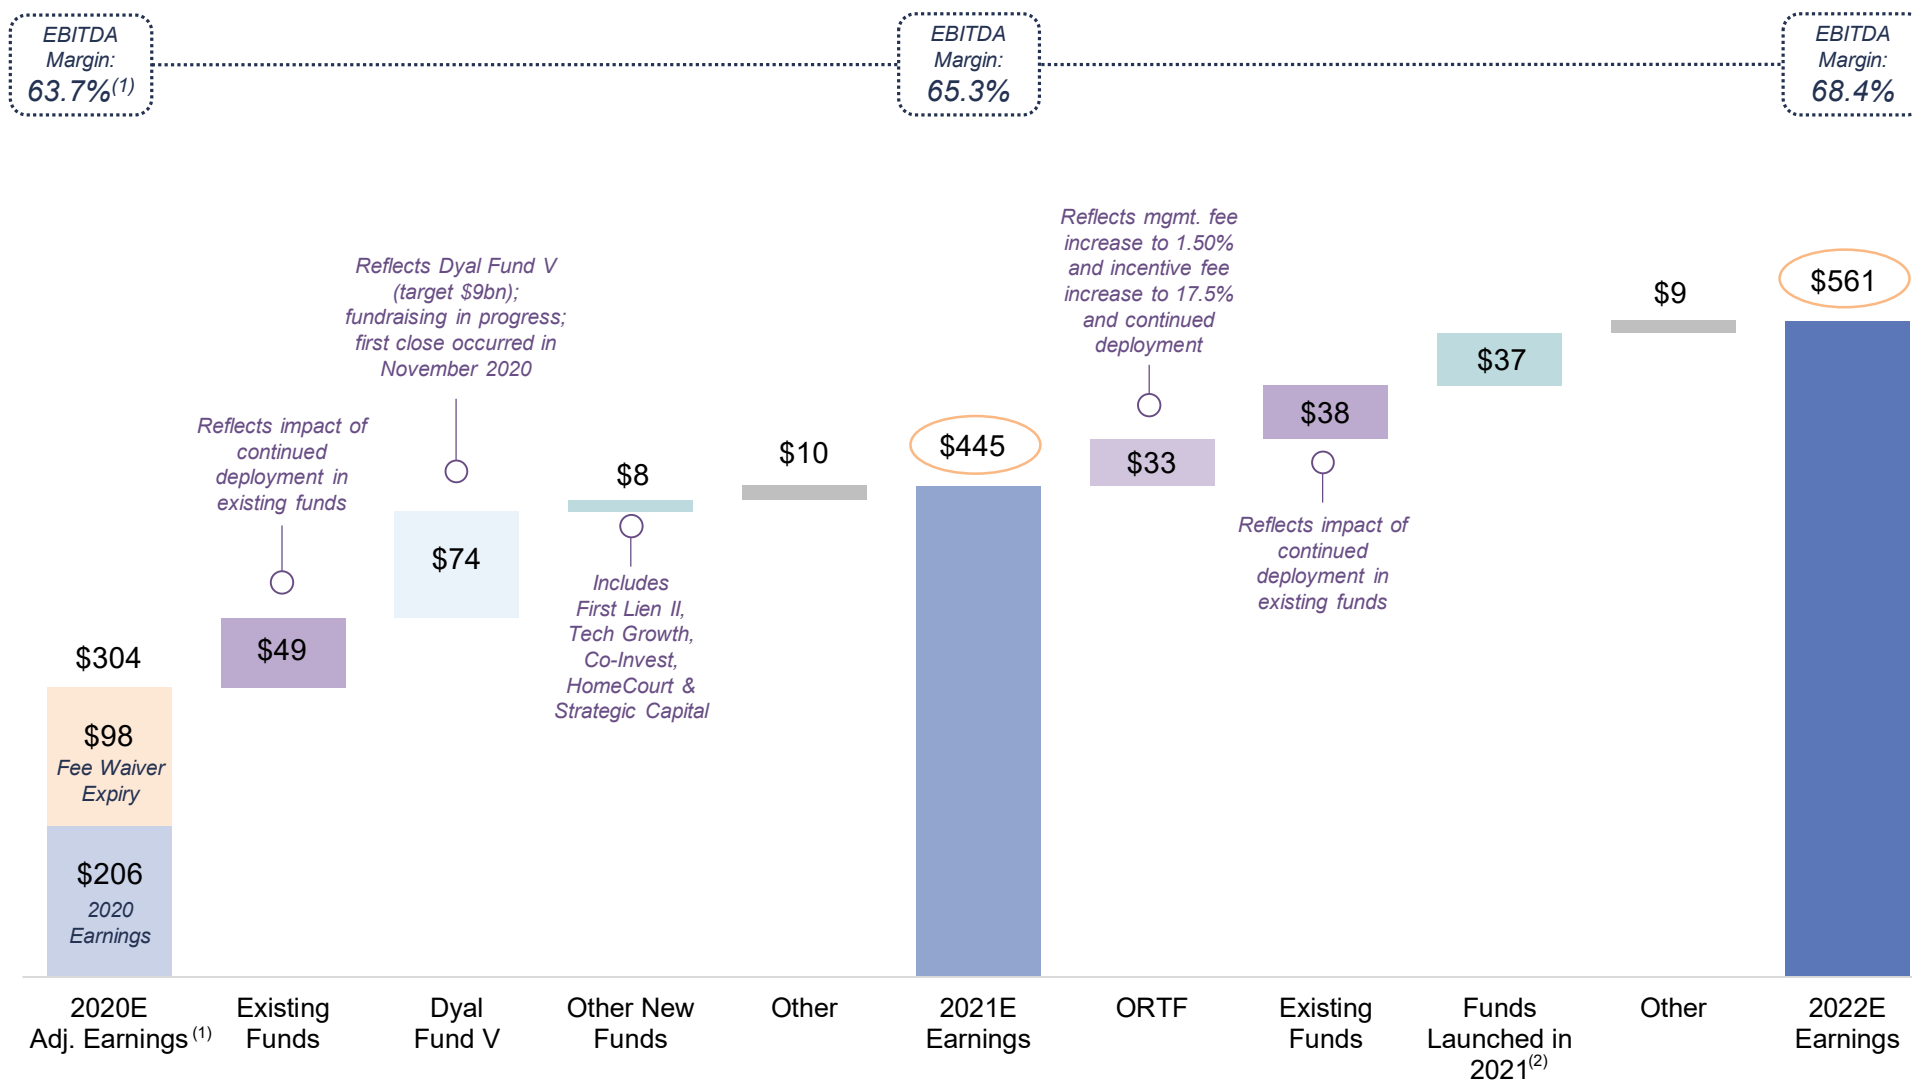 EBITDA
Margin:
63.7%(1)
EBITDA
Margin:
65.3%
EBITDA
Margin:
68.4%
Reflects mgmt. fee
increase to 1.50%
and incentive fee
increase to 17.5%
and continued
deployment
Reflects Dyal Fund V
(target $9bn);
fundraising in progress;
first close occurred in
November 2020
Reflects impact of
continued
deployment in
existing funds
$304
$98
Fee Waiver
Expiry
$206
2020
Earnings
$49
$74
$8
Includes
First Lien II,
Tech Growth,
Co-Invest,
HomeCourt &
Strategic Capital
$10
$445
$33
$38
Reflects impact of
continued
deployment in
existing funds
$37
$9
$561
2020E
Adj. Earnings (1)
Existing
Funds
Dyal
Fund V
Other New
Funds
Other
2021E
Earnings
ORTF
Existing
Funds
Funds
Launched in
2021(2)
Other
2022E
Earnings